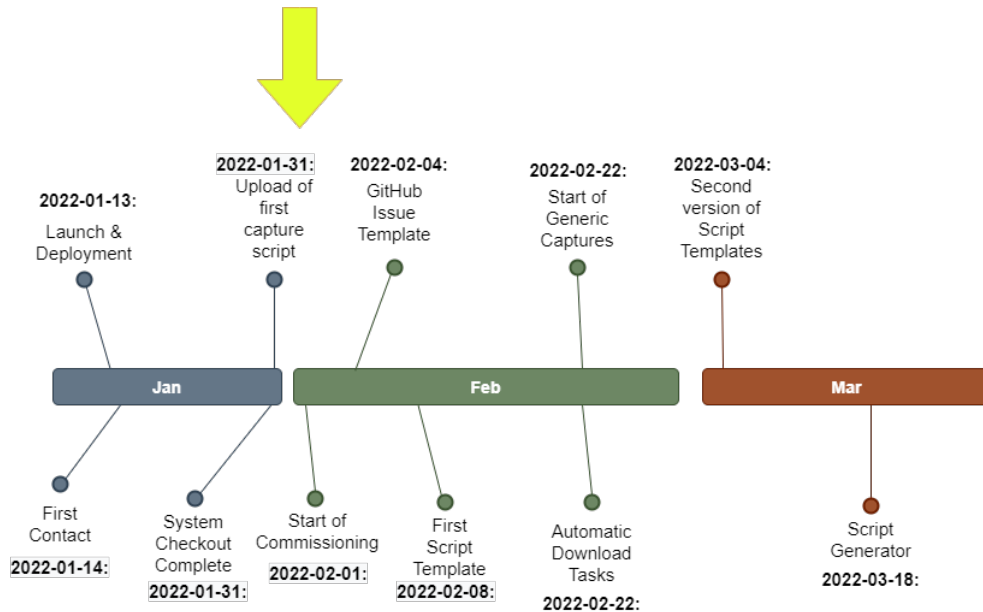 2022-01-13:
Launch &
Deployment
2022-01-31:
Upload of
first
capture
script
2022-02-04:
GitHub
Issue
Template
2022-02-22:
Start of
Generic
Captures
2022-03-04:
Second
version of
Script
Templates
Jan
Feb
Mar
First
Contact
2022-01-14:
System
Checkout
Complete
2022-01-31:
Start of
Commissioning
2022-02-01:
First
Script
Template
2022-02-08:
Automatic
Download
Tasks
2022-02-22:
Script
Generator
2022-03-18: